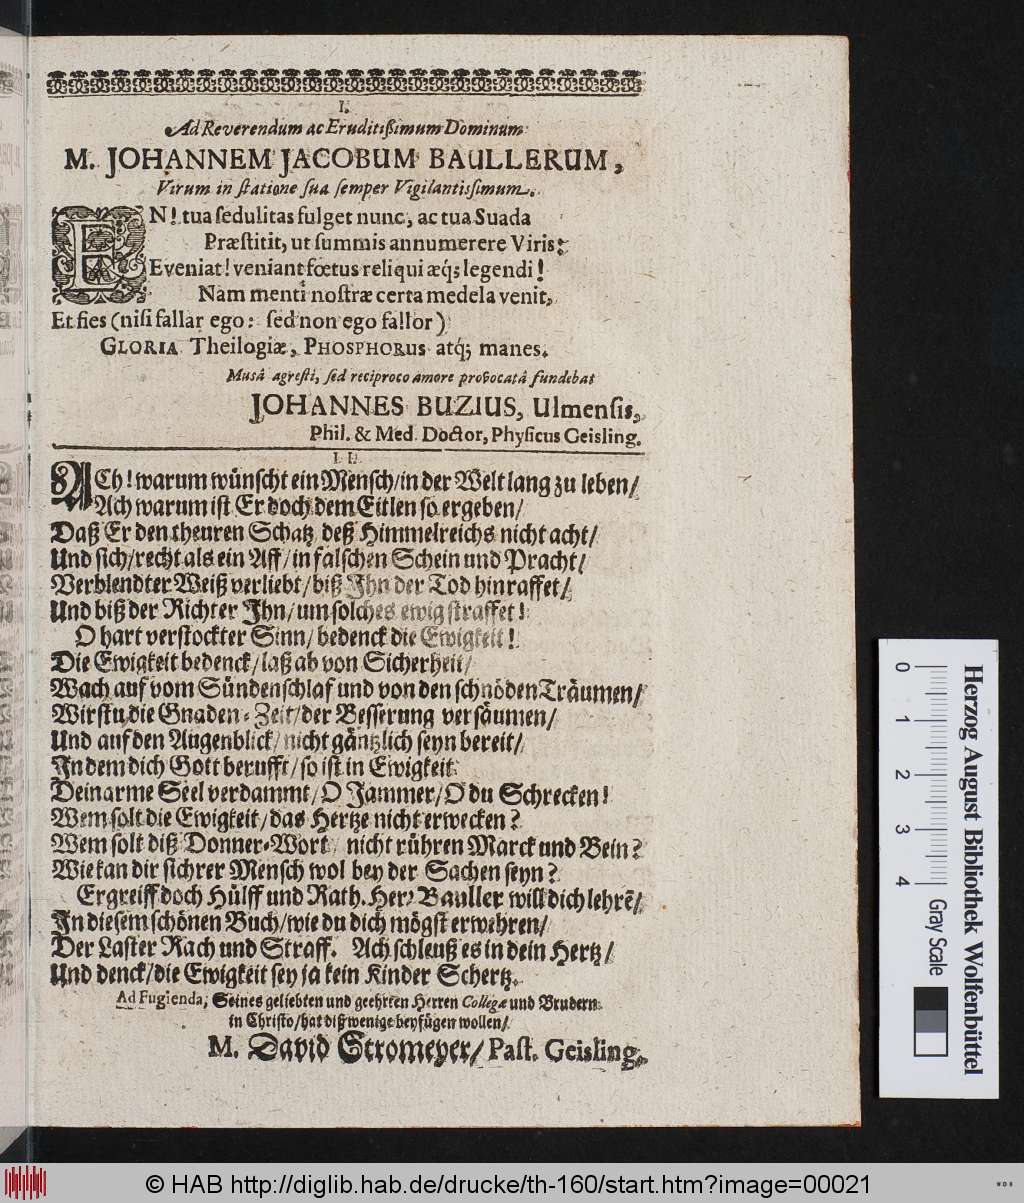 I.
Ad Reverendum ac Eruditißimum Dominum
M. JOHANNEM JACOBUM BAULLERUM,
Virum in ſtatione ſua ſemper Vigilantisſimum.
EN! tua ſedulitas fulget nunc, ac tua Suada
Præſtitit, ut ſummis annumerere Viris:
Eveniat! veniant fœtus reliqui æq́; legendi!
Nam menti noſtræ certa medela venit,
Et fies (niſi fallar ego: ſed non ego fallor)
GLORIA Theilogiæ, PHOSPHORus atq́; manes.
Musâ agreſti, ſed reciproco amore provocatâ fundebat
JOHANNES BUZIUS, Ulmenſis,
Phil. & Med. Doctor, Phyſicus Geisling.
II.
ACh! warum wünſcht ein Menſch/in der Welt lang zu leben/
Ach warum iſt Er doch dem Eitlen ſo ergeben/
Daß Er den theuren Schatz deß Himmelreichs nicht acht/
Und ſich/recht als ein Aff/in falſchen Schein und Pracht/
Verblendter Weiß verliebt/biß Ihn der Tod hinraffet/
Und biß der Richter Ihn/um ſolches ewig ſtraffet!
O hart verſtockter Sinn/bedenck die Ewigkeit!
Die Ewigkeit bedenck/laß ab von Sicherheit/
Wach auf vom Sündenſchlaf und von den ſchnöden Träumen/
Wirſtu die Gnaden-Zeit/der Beſſerung verſäumen/
Und auf den Augenblick/nicht gäntzlich ſeyn bereit/
In dem dich Gott berufft/ſo iſt in Ewigkeit
Dein arme Seel verdammt/O Jammer/O du Schrecken!
Wem ſolt die Ewigkeit/das Hertze nicht erwecken?
Wem ſolt diß Donner-Wort/nicht rühren Marck und Bein?
Wie kan dir ſichrer Menſch wol bey der Sachen ſeyn?
Ergreiff doch Hülff und Rath. Herꝛ Bauller will dich lehrẽ/
In dieſem ſchönen Buch/wie du dich mögſt erwehren/
Der Laſter Rach und Straff. Ach ſchleuß es in dein Hertz/
Und denck/die Ewigkeit ſey ja kein Kinder Schertz.
Ad Fugienda, Seines geliebten und geehrten Herren Collegæ und Brudern
in Chriſto/hat diß wenige beyfügen wollen/
M. David Stromeyer/ Paſt. Geisling.
Herzog August Bibliothek Wolfenbüttel
0 1 2 3 4
Gray Scale
© HAB http://diglib.hab.de/drucke/th-160/start.htm?image=00021